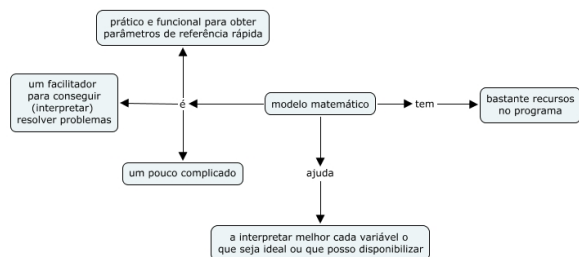 prático e funcional para obter
parâmetros de referência rápida
um facilitador
para conseguir
(interpretar)
resolver problemas
é
modelo matemático
tem
bastante recursos
no programa
um pouco complicado
ajuda
a interpretar melhor cada variável o
que seja ideal ou que posso disponibilizar